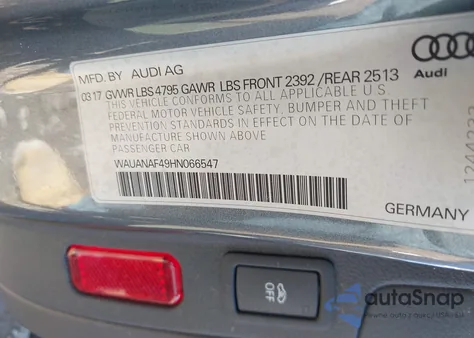 MFD. BY AUDI AG
03.17 GVWR LBS 4795 GAWR LBS FRONT 2392 /REAR 2513
THIS VEHICLE CONFORMS TO ALL APPLICABLE U.S.
FEDERAL MOTOR VEHICLE SAFETY, BUMPER AND THEFT
PREVENTION STANDARDS IN EFFECT ON THE DATE OF
MANUFACTURE SHOWN ABOVE
PASSENGER CAR
WAUANAF49HN066547
Audi
GERMANY
OFF
autoSnap